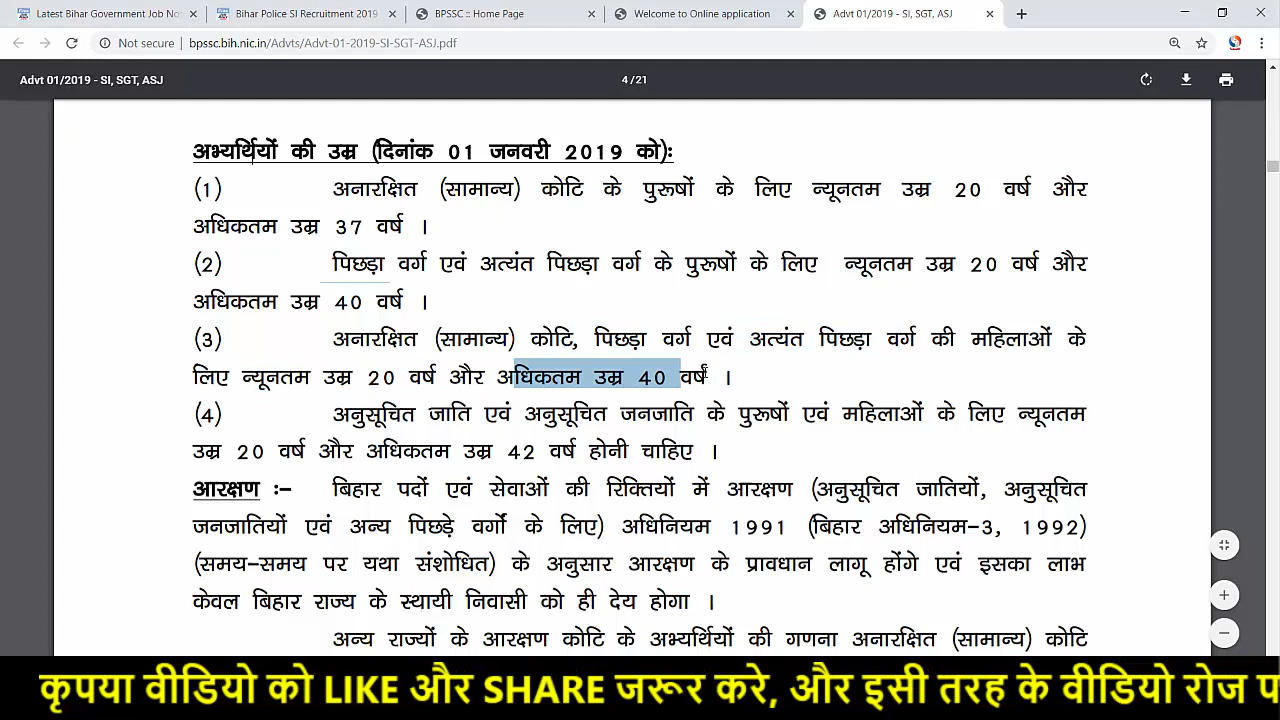 Latest Bihar Government Job No
Bihar Police SI Recruitment 2019
BPSSC :: Home Page
Welcome to Online application
Advt 01/2019 - SI, SGT, ASJ
Not secure | bpssc.bih.nic.in/Advts/Advt-01-2019-SI-SGT-ASJ.pdf
Advt 01/2019 - SI, SGT, ASJ
4 / 21
अभ्यर्थियों की उम्र (दिनांक 01 जनवरी 2019 को):
(1) अनारक्षित (सामान्य) कोटि के पुरूषों के लिए न्यूनतम उम्र 20 वर्ष और
अधिकतम उम्र 37 वर्ष ।
(2) पिछड़ा वर्ग एवं अत्यंत पिछड़ा वर्ग के पुरूषों के लिए न्यूनतम उम्र 20 वर्ष और
अधिकतम उम्र 40 वर्ष ।
(3) अनारक्षित (सामान्य) कोटि, पिछड़ा वर्ग एवं अत्यंत पिछड़ा वर्ग की महिलाओं के
लिए न्यूनतम उम्र 20 वर्ष और अधिकतम उम्र 40 वर्ष ।
(4) अनुसूचित जाति एवं अनुसूचित जनजाति के पुरूषों एवं महिलाओं के लिए न्यूनतम
उम्र 20 वर्ष और अधिकतम उम्र 42 वर्ष होनी चाहिए ।
आरक्षण :- बिहार पदों एवं सेवाओं की रिक्तियों में आरक्षण (अनुसूचित जातियों, अनुसूचित
जनजातियों एवं अन्य पिछड़े वर्गों के लिए) अधिनियम 1991 (बिहार अधिनियम-3, 1992)
(समय-समय पर यथा संशोधित) के अनुसार आरक्षण के प्रावधान लागू होंगे एवं इसका लाभ
केवल बिहार राज्य के स्थायी निवासी को ही देय होगा ।
अन्य राज्यों के आरक्षण कोटि के अभ्यर्थियों की गणना अनारक्षित (सामान्य) कोटि
कृपया वीडियो को LIKE और SHARE जरूर करे, और इसी तरह के वीडियो रोज प